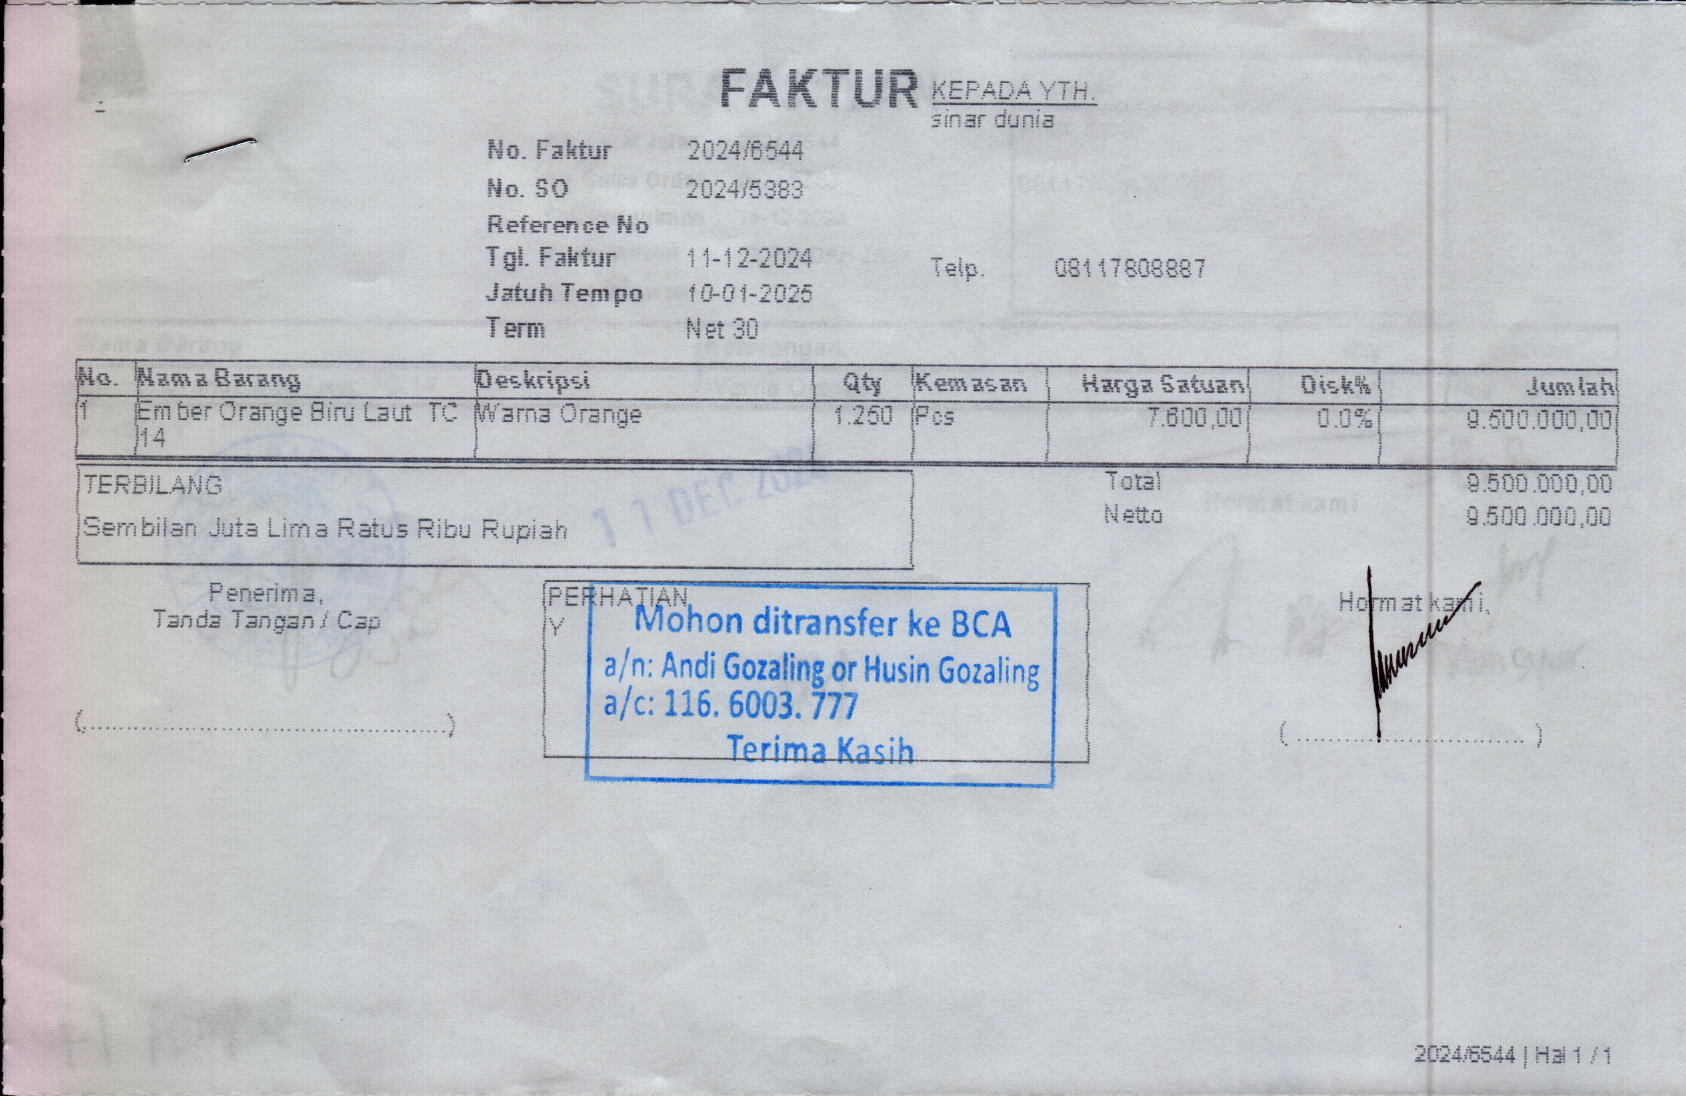 FAKTUR
KEPADA YTH.
sinar dunia
No. Faktur 2024/6544
No. SO 2024/5383
Reference No
Tgl. Faktur 11-12-2024
Telp. 08117808887
Jatuh Tempo 10-01-2025
Term Net 30
No. Nama Barang Deskripsi Qty Kemasan Harga Satuan Disk% Jumlah
1 Ember Orange Biru Laut TC Warna Orange 1.250 Pcs 7.600,00 0.0% 9.500.000,00
14
TERBILANG
Total 9.500.000,00
Sembilan Juta Lima Ratus Ribu Rupiah
Netto 9.500.000,00
11 DEC 2024
Penerima,
Tanda Tangan / Cap
PERHATIAN
Y
Mohon ditransfer ke BCA
a/n: Andi Gozaling or Husin Gozaling
a/c: 116. 6003. 777
Terima Kasih
Hormat kami,
2024/6544 | Hal 1 / 1